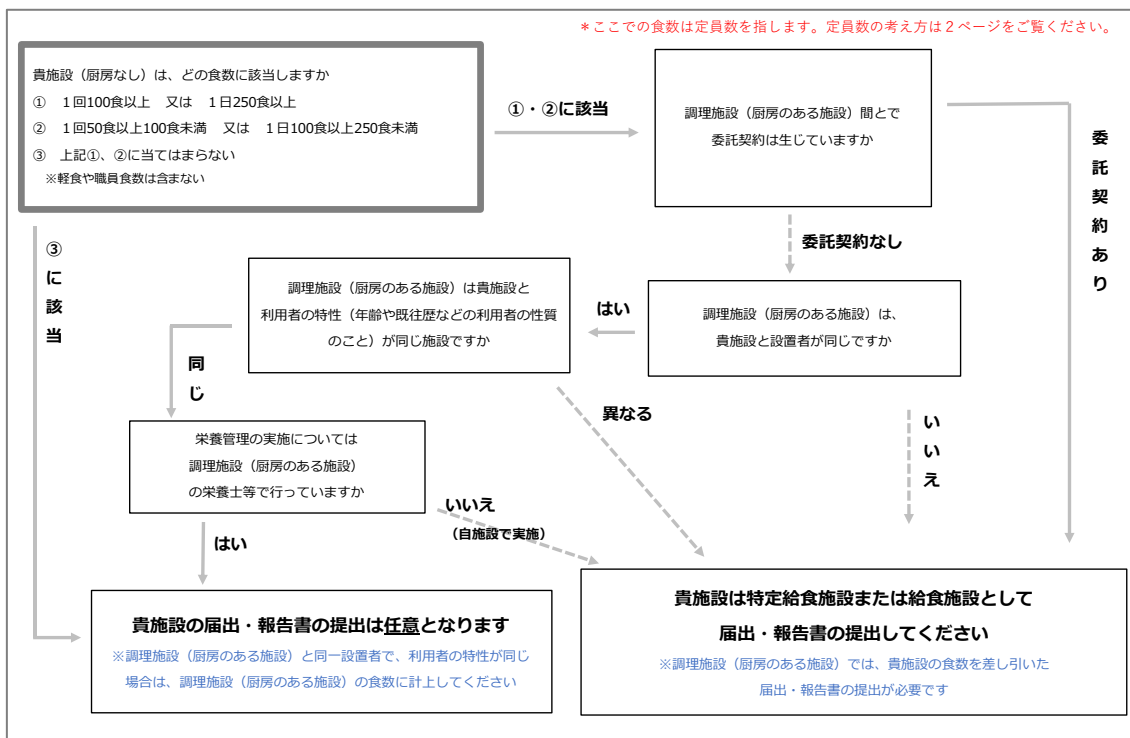 ＊ここでの食数は定員数を指します。定員数の考え方は２ページをご覧ください。
貴施設（厨房なし）は、どの食数に該当しますか
①　１回100食以上　又は　１日250食以上
②　１回50食以上100食未満　又は　１日100食以上250食未満
③　上記①、②に当てはまらない
※軽食や職員食数は含まない
①・②に該当
調理施設（厨房のある施設）間とで
委託契約は生じていますか
委託契約あり
委託契約なし
③に該当
調理施設（厨房のある施設）は、
貴施設と設置者が同じですか
はい
調理施設（厨房のある施設）は貴施設と
利用者の特性（年齢や既往歴などの利用者の性質
のこと）が同じ施設ですか
同じ
異なる
いいえ
栄養管理の実施については
調理施設（厨房のある施設）
の栄養士等で行っていますか
いいえ
（自施設で実施）
はい
貴施設の届出・報告書の提出は任意となります
※調理施設（厨房のある施設）と同一設置者で、利用者の特性が同じ
場合は、調理施設（厨房のある施設）の食数に計上してください
貴施設は特定給食施設または給食施設として
届出・報告書の提出してください
※調理施設（厨房のある施設）では、貴施設の食数を差し引いた
届出・報告書の提出が必要です